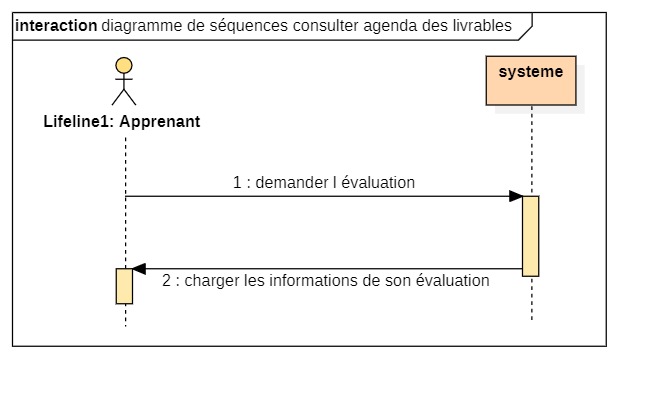 interaction diagramme de séquences consulter agenda des livrables
systeme
Lifeline1: Apprenant
1 : demander l évaluation
2 : charger les informations de son évaluation